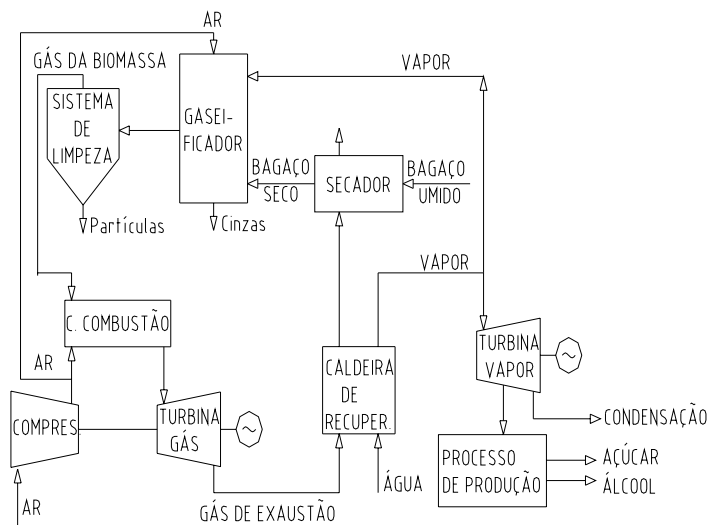 AR
GÁS DA BIOMASSA
VAPOR
SISTEMA
DE
LIMPEZA
GASEI-
FICADOR
BAGAÇO
SECO
SECADOR
BAGAÇO
UMIDO
Partículas
Cinzas
VAPOR
C. COMBUSTÃO
TURBINA
VAPOR
~
AR
CALDEIRA
DE
RECUPER.
COMPRES.
TURBINA
GÁS
~
CONDENSAÇÃO
PROCESSO
DE PRODUÇÃO
AÇÚCAR
ÁLCOOL
ÁGUA
AR
GÁS DE EXAUSTÃO